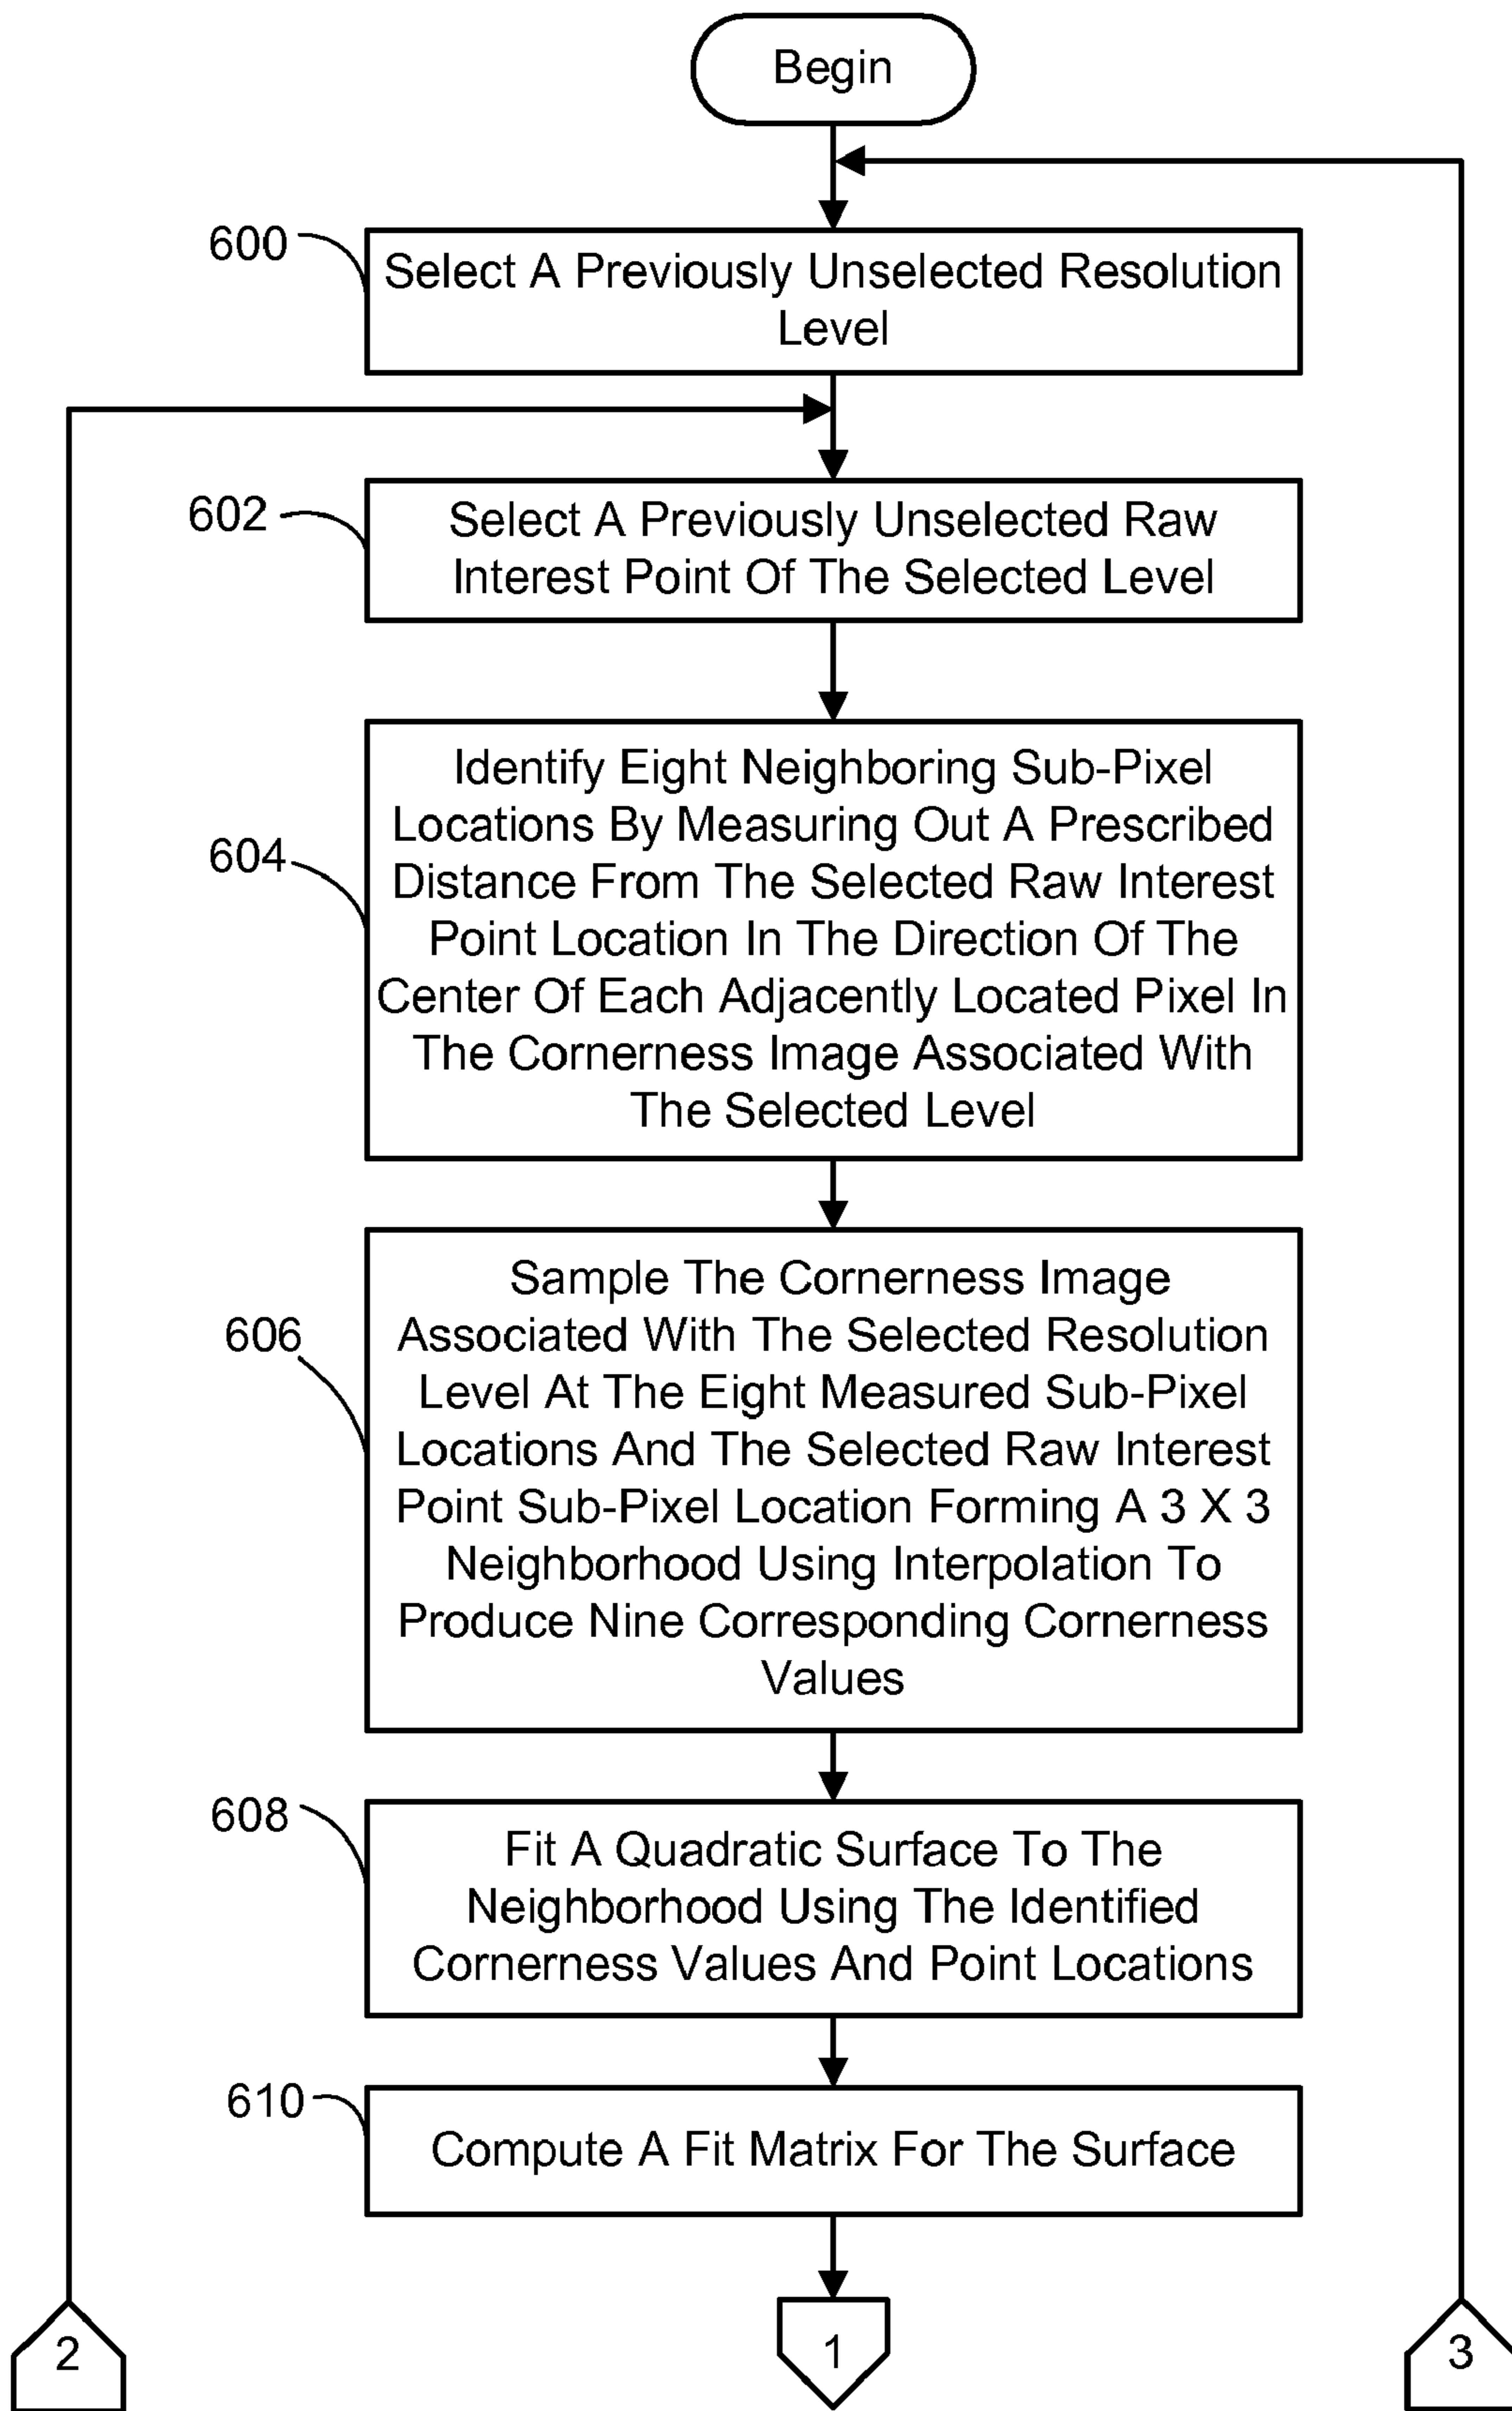 Begin
600
Select A Previously Unselected Resolution
Level
602
Select A Previously Unselected Raw
Interest Point Of The Selected Level
604
Identify Eight Neighboring Sub-Pixel
Locations By Measuring Out A Prescribed
Distance From The Selected Raw Interest
Point Location In The Direction Of The
Center Of Each Adjacently Located Pixel In
The Cornerness Image Associated With
The Selected Level
606
Sample The Cornerness Image
Associated With The Selected Resolution
Level At The Eight Measured Sub-Pixel
Locations And The Selected Raw Interest
Point Sub-Pixel Location Forming A 3 X 3
Neighborhood Using Interpolation To
Produce Nine Corresponding Cornerness
Values
608
Fit A Quadratic Surface To The
Neighborhood Using The Identified
Cornerness Values And Point Locations
610
Compute A Fit Matrix For The Surface
2
1
3